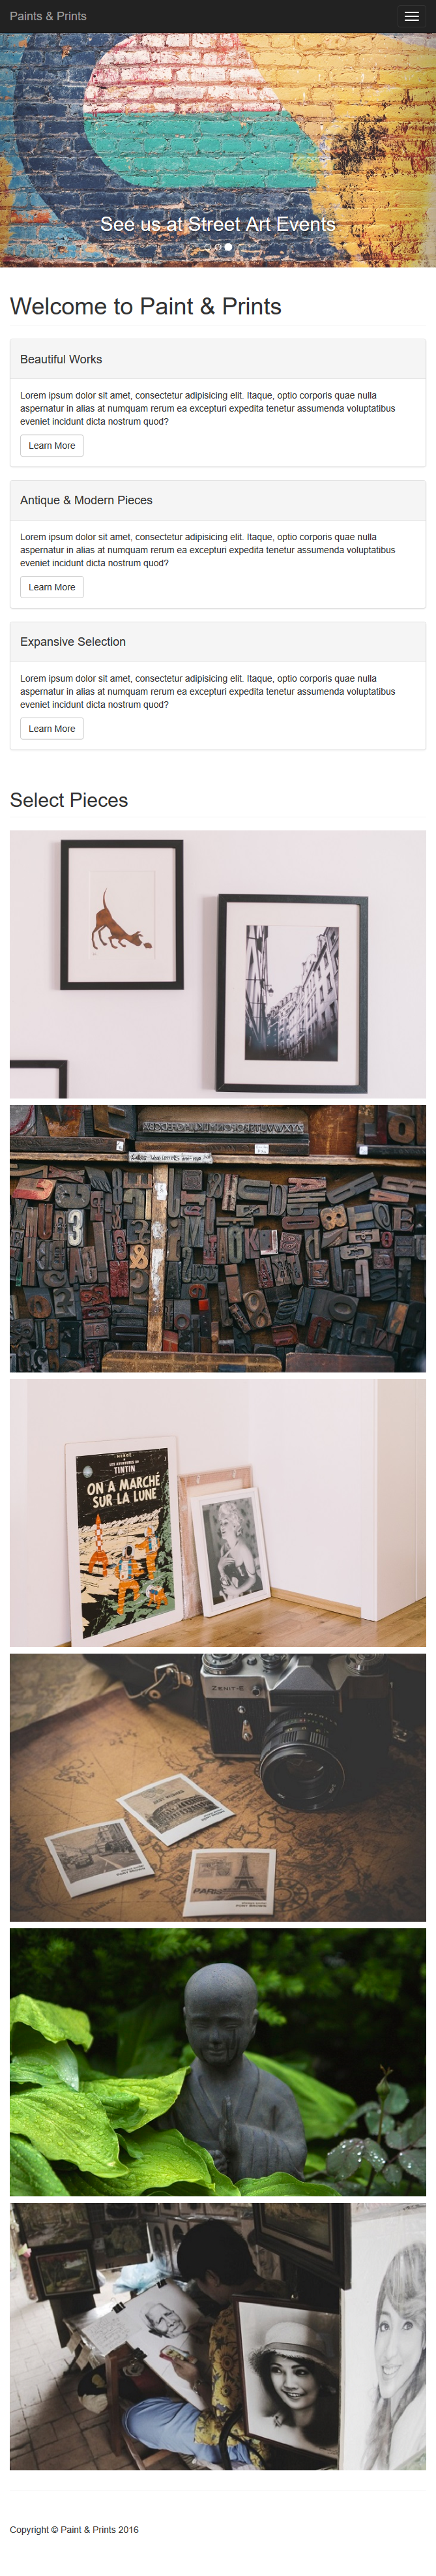 Paints & Prints
See us at Street Art Events
Welcome to Paint & Prints
Beautiful Works
Lorem ipsum dolor sit amet, consectetur adipisicing elit. Itaque, optio corporis quae nulla
aspernatur in alias at numquam rerum ea excepturi expedita tenetur assumenda voluptatibus
eveniet incidunt dicta nostrum quod?
Learn More
Antique & Modern Pieces
Lorem ipsum dolor sit amet, consectetur adipisicing elit. Itaque, optio corporis quae nulla
aspernatur in alias at numquam rerum ea excepturi expedita tenetur assumenda voluptatibus
eveniet incidunt dicta nostrum quod?
Learn More
Expansive Selection
Lorem ipsum dolor sit amet, consectetur adipisicing elit. Itaque, optio corporis quae nulla
aspernatur in alias at numquam rerum ea excepturi expedita tenetur assumenda voluptatibus
eveniet incidunt dicta nostrum quod?
Learn More
Select Pieces
HERGÉ
LES AVENTURES DE
TINTIN
ON A MARCHÉ
SUR LA LUNE
ZENIT-E
PARIS
Copyright © Paint & Prints 2016